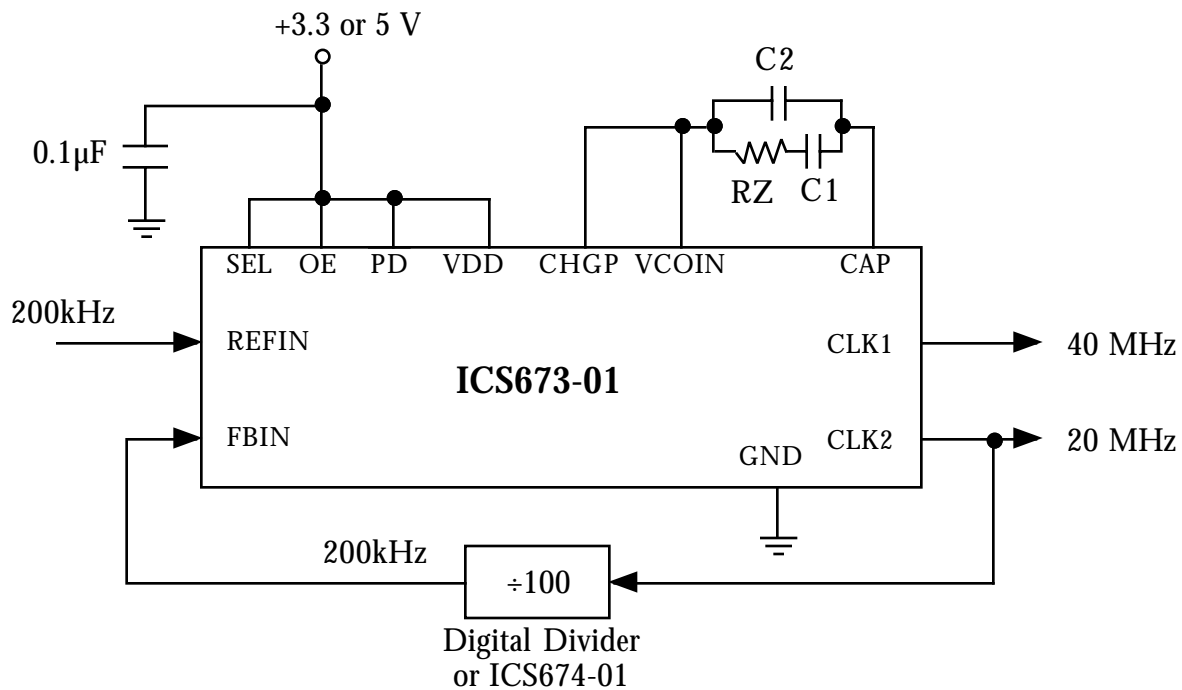 +3.3 or 5 V
C2
0.1µF
RZ
C1
SEL
OE
PD
VDD
CHGP
VCOIN
CAP
200kHz
REFIN
CLK1
40 MHz
ICS673-01
FBIN
CLK2
20 MHz
GND
200kHz
÷100
Digital Divider
or ICS674-01